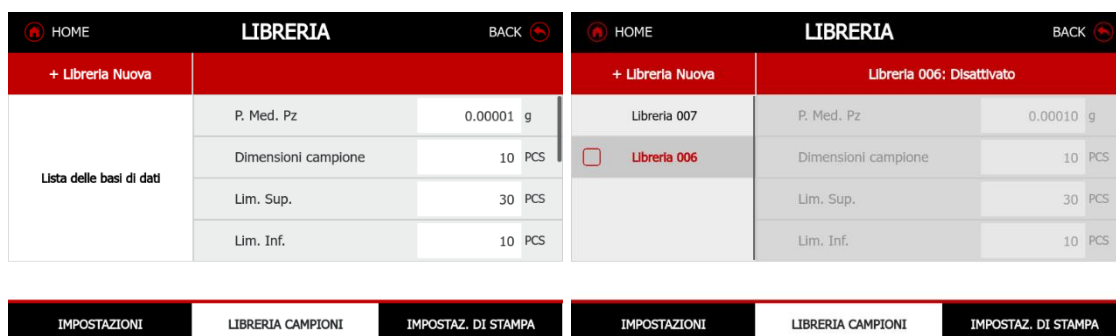 HOME LIBRERIA BACK
+ Libreria Nuova
P. Med. Pz 0.00001 g
Dimensioni campione 10 PCS
Lista delle basi di dati
Lim. Sup. 30 PCS
Lim. Inf. 10 PCS
IMPOSTAZIONI LIBRERIA CAMPIONI IMPOSTAZ. DI STAMPA
HOME LIBRERIA BACK
+ Libreria Nuova Libreria 006: Disattivato
Libreria 007 P. Med. Pz 0.00010 g
Libreria 006 Dimensioni campione 10 PCS
Lim. Sup. 30 PCS
Lim. Inf. 10 PCS
IMPOSTAZIONI LIBRERIA CAMPIONI IMPOSTAZ. DI STAMPA